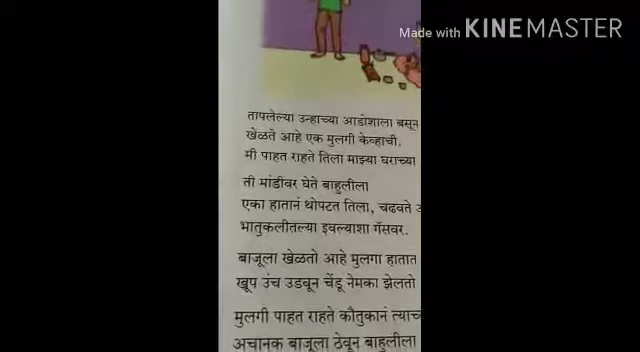 Made with KINEMASTER
तापलेल्या उन्हाच्या आडोशाला बसून
खेळते आहे एक मुलगी केव्हाची.
मी पाहत राहते तिला माझ्या घराच्या
ती मांडीवर घेते बाहुलीला
एका हातानं थोपटत तिला, चढवते
भातुकलीतल्या इवल्याशा गॅसवर.
बाजूला खेळतो आहे मुलगा हातात
खूप उंच उडवून चेंडू नेमका झेलतो
मुलगी पाहत राहते कौतुकानं
अचानक बाजूला ठेवून बाहुलीला